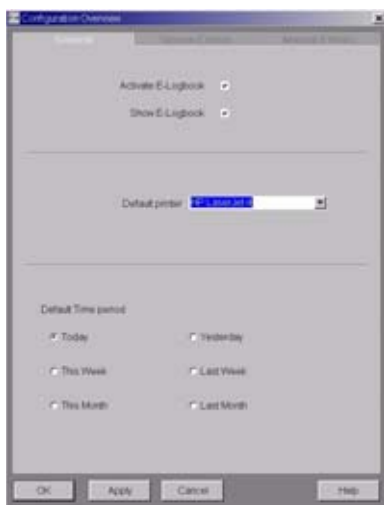 Configuration Overview
General
Activate E-Logbook
Show E-Logbook
Default printer HP LaserJet
Default Time period
Today Yesterday
This Week Last Week
This Month Last Month
OK Apply Cancel Help